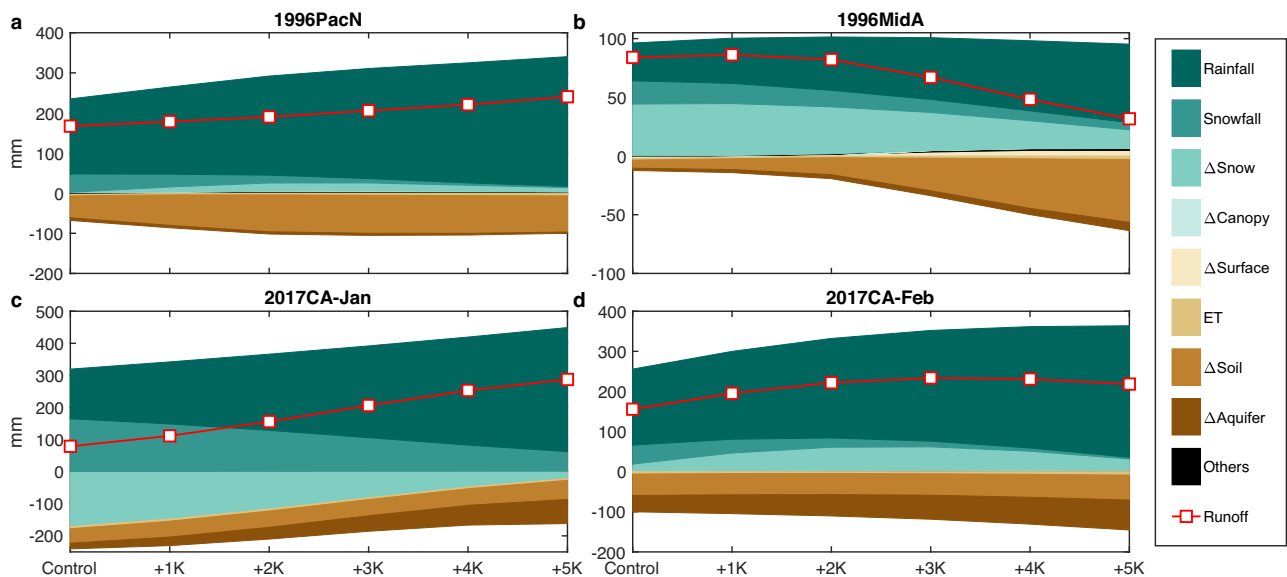 a 1996PacN
400
300
200
100
0
-100
-200
mm
b 1996MidA
100
50
0
-50
-100
c 2017CA-Jan
500
400
300
200
100
0
-100
-200
mm
Control +1K +2K +3K +4K +5K
d 2017CA-Feb
400
300
200
100
0
-100
-200
Control +1K +2K +3K +4K +5K
Rainfall
Snowfall
ΔSnow
ΔCanopy
ΔSurface
ET
ΔSoil
ΔAquifer
Others
Runoff